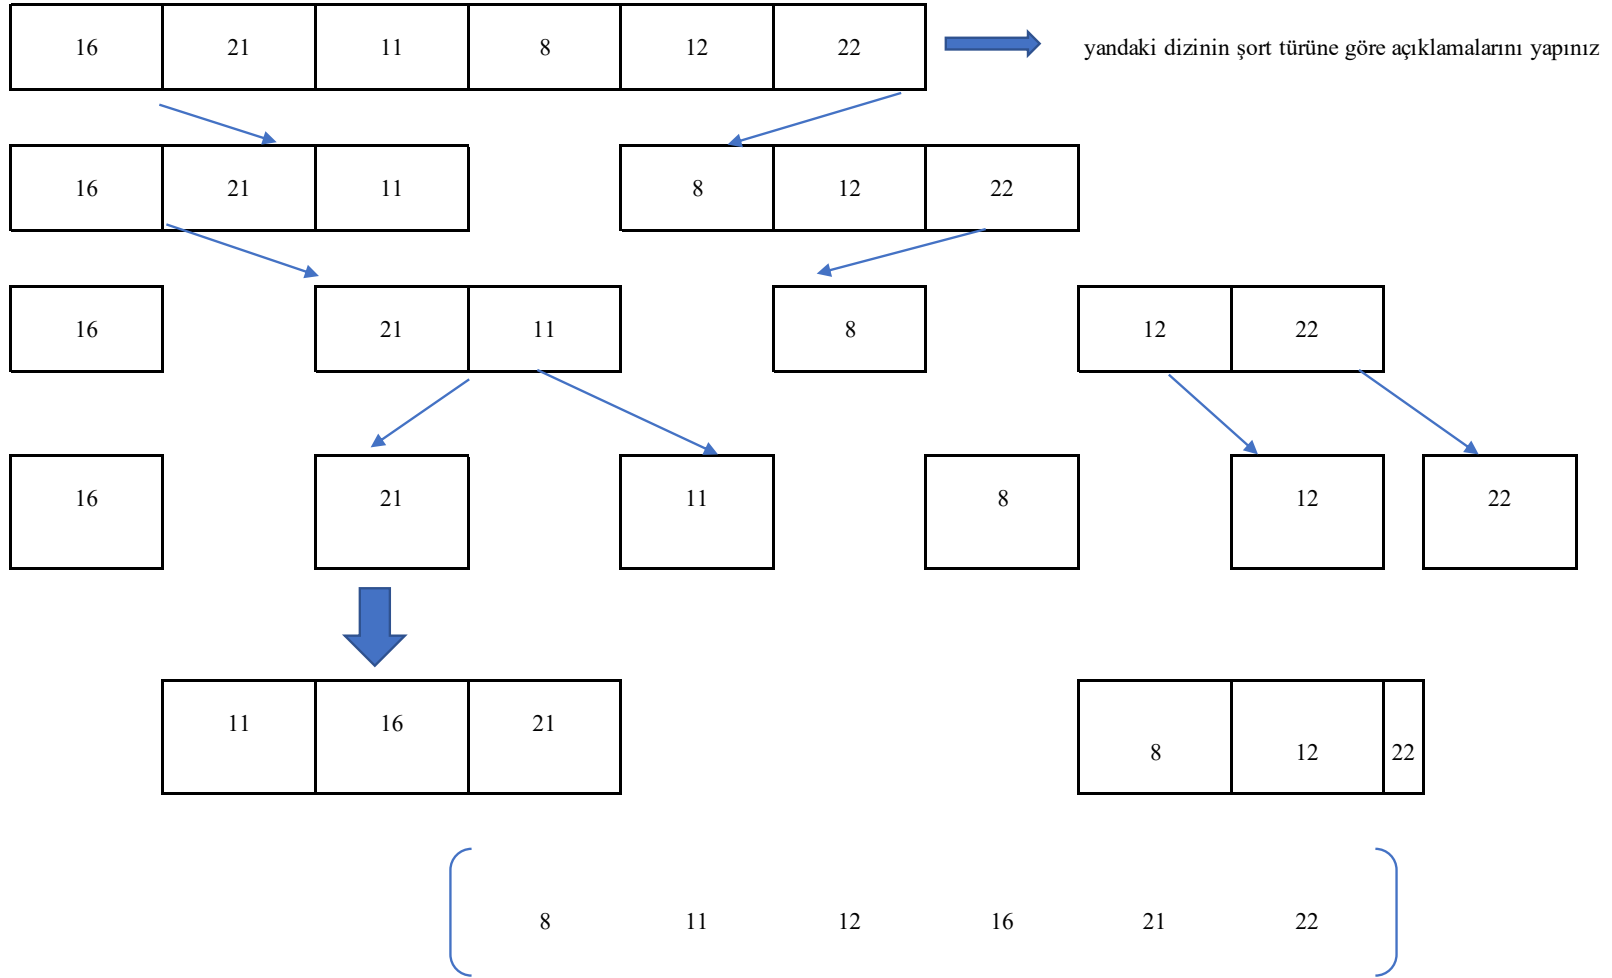 16 21 11 8 12 22 yandaki dizinin şort türüne göre açıklamalarını yapınız
16 21 11 8 12 22
16 21 11 8 12 22
16 21 11 8 12 22
11 16 21 8 12 22
8 11 12 16 21 22